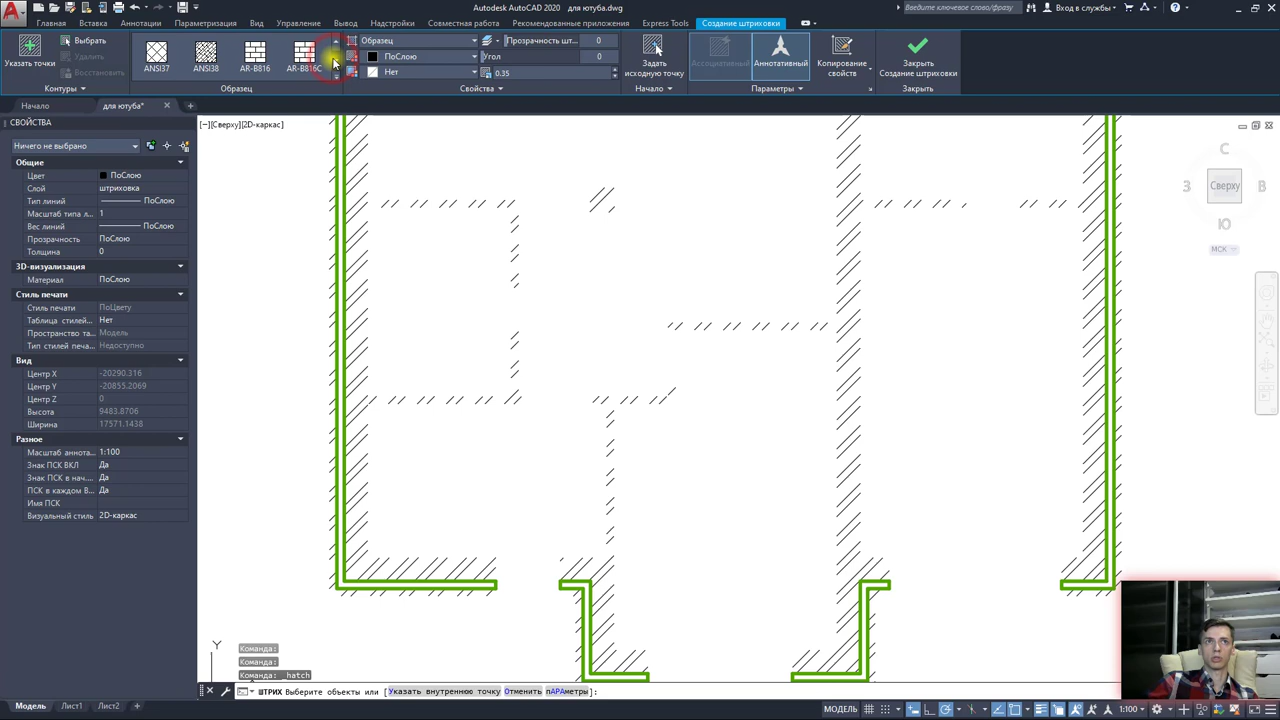 Autodesk AutoCAD 2020 для ютуба.dwg
Введите ключевое слово/фразу
Вход в службы
Главная Вставка Аннотации Параметризация Вид Управление Вывод Надстройки Совместная работа Рекомендованные приложения Express Tools Создание штриховки
Указать точки
Выбрать
Удалить
Восстановить
ANSI37 ANSI38 AR-B816 AR-B816C
Образец
ПоСлою
Нет
Прозрачность шт... 0
Угол 0
0.35
Задать исходную точку
Ассоциативный
Аннотативный
Копирование свойств
Закрыть Создание штриховки
Контуры Образец Свойства Начало Параметры Закрыть
Начало для ютуба*
СВОЙСТВА
[−][Сверху][2D-каркас]
Ничего не выбрано
Общие
Цвет ПоСлою
Слой штриховка
Тип линий ПоСлою
Масштаб типа л... 1
Вес линий ПоСлою
Прозрачность ПоСлою
Толщина 0
3D-визуализация
Материал ПоСлою
Стиль печати
Стиль печати ПоЦвету
Таблица стилей... Нет
Пространство та... Модель
Тип стилей печа... Недоступно
Вид
Центр X -20290.316
Центр Y -20855.2069
Центр Z 0
Высота 9483.8706
Ширина 17571.1438
Разное
Масштаб аннота... 1:100
Знак ПСК ВКЛ Да
Знак ПСК в нач... Да
ПСК в каждом В... Да
Имя ПСК
Визуальный стиль 2D-каркас
С
З Сверху В
Ю
МСК
Y
Команда:
Команда:
Команда: _hatch
ШТРИХ Выберите объекты или [Указать внутреннюю точку Отменить пАРАметры]:
Модель Лист1 Лист2
МОДЕЛЬ
1:100